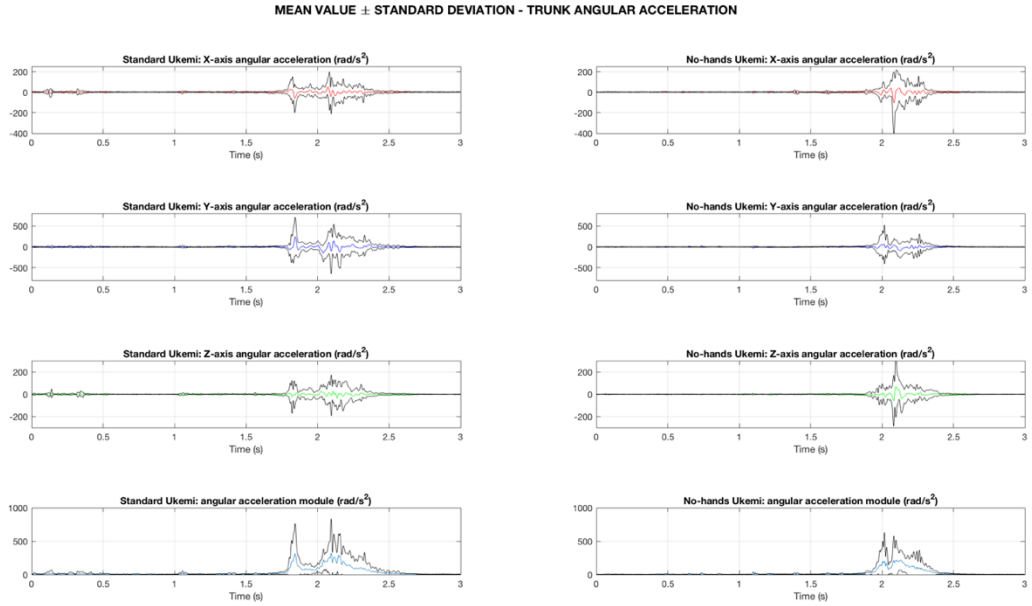 MEAN VALUE ± STANDARD DEVIATION - TRUNK ANGULAR ACCELERATION
Standard Ukemi: X-axis angular acceleration (rad/s²)
200
0
-200
-400
0 0.5 1 1.5 2 2.5 3
Time (s)
No-hands Ukemi: X-axis angular acceleration (rad/s²)
200
0
-200
-400
0 0.5 1 1.5 2 2.5 3
Time (s)
Standard Ukemi: Y-axis angular acceleration (rad/s²)
500
0
-500
0 0.5 1 1.5 2 2.5 3
Time (s)
No-hands Ukemi: Y-axis angular acceleration (rad/s²)
500
0
-500
0 0.5 1 1.5 2 2.5 3
Time (s)
Standard Ukemi: Z-axis angular acceleration (rad/s²)
200
0
-200
0 0.5 1 1.5 2 2.5 3
Time (s)
No-hands Ukemi: Z-axis angular acceleration (rad/s²)
200
0
-200
0 0.5 1 1.5 2 2.5 3
Time (s)
Standard Ukemi: angular acceleration module (rad/s²)
1000
500
0
0 0.5 1 1.5 2 2.5 3
Time (s)
No-hands Ukemi: angular acceleration module (rad/s²)
1000
500
0
0 0.5 1 1.5 2 2.5 3
Time (s)